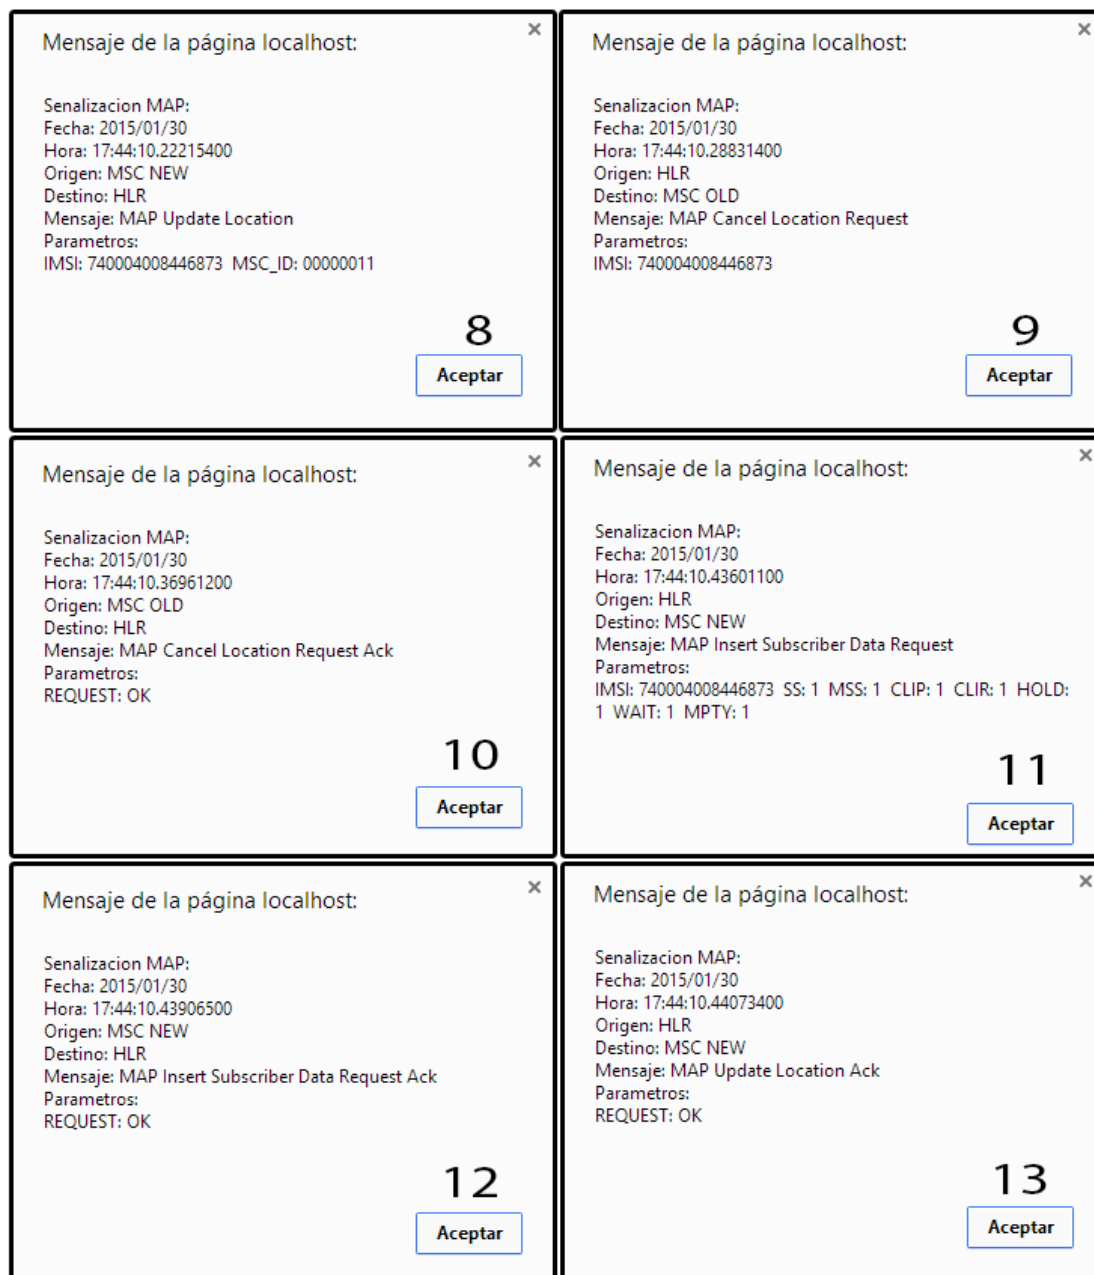 Mensaje de la página localhost:
×
Senalizacion MAP:
Fecha: 2015/01/30
Hora: 17:44:10.22215400
Origen: MSC NEW
Destino: HLR
Mensaje: MAP Update Location
Parametros:
IMSI: 740004008446873  MSC_ID: 00000011
8
Aceptar
Mensaje de la página localhost:
×
Senalizacion MAP:
Fecha: 2015/01/30
Hora: 17:44:10.28831400
Origen: HLR
Destino: MSC OLD
Mensaje: MAP Cancel Location Request
Parametros:
IMSI: 740004008446873
9
Aceptar
Mensaje de la página localhost:
×
Senalizacion MAP:
Fecha: 2015/01/30
Hora: 17:44:10.36961200
Origen: MSC OLD
Destino: HLR
Mensaje: MAP Cancel Location Request Ack
Parametros:
REQUEST: OK
10
Aceptar
Mensaje de la página localhost:
×
Senalizacion MAP:
Fecha: 2015/01/30
Hora: 17:44:10.43601100
Origen: HLR
Destino: MSC NEW
Mensaje: MAP Insert Subscriber Data Request
Parametros:
IMSI: 740004008446873  SS: 1  MSS: 1  CLIP: 1  CLIR: 1  HOLD:
1  WAIT: 1  MPTY: 1
11
Aceptar
Mensaje de la página localhost:
×
Senalizacion MAP:
Fecha: 2015/01/30
Hora: 17:44:10.43906500
Origen: MSC NEW
Destino: HLR
Mensaje: MAP Insert Subscriber Data Request Ack
Parametros:
REQUEST: OK
12
Aceptar
Mensaje de la página localhost:
×
Senalizacion MAP:
Fecha: 2015/01/30
Hora: 17:44:10.44073400
Origen: HLR
Destino: MSC NEW
Mensaje: MAP Update Location Ack
Parametros:
REQUEST: OK
13
Aceptar